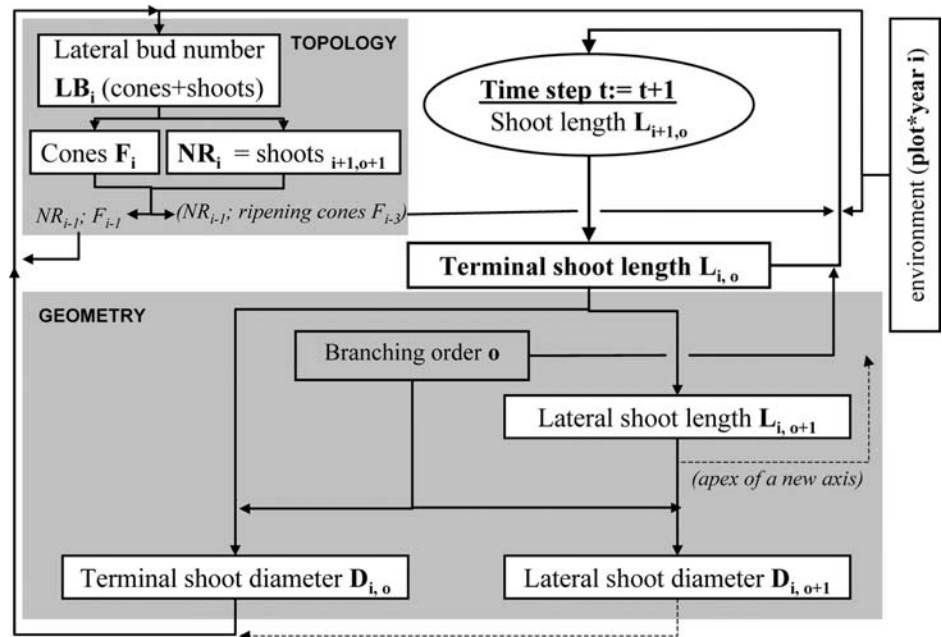 TOPOLOGY
Lateral bud number
LBi (cones+shoots)
Cones Fi
NRi = shoots i+1,o+1
NRi-1; Fi-1
(NRi-1; ripening cones Fi-3)
Time step t:= t+1
Shoot length Li+1,o
Terminal shoot length Li, o
environment (plot*year i)
GEOMETRY
Branching order o
Lateral shoot length Li, o+1
(apex of a new axis)
Terminal shoot diameter Di, o
Lateral shoot diameter Di, o+1